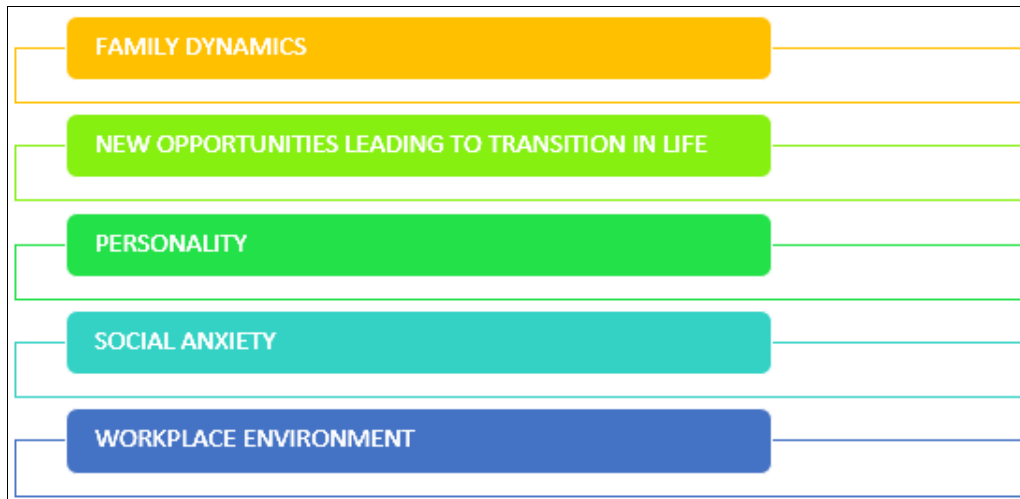 FAMILY DYNAMICS
NEW OPPORTUNITIES LEADING TO TRANSITION IN LIFE
PERSONALITY
SOCIAL ANXIETY
WORKPLACE ENVIRONMENT